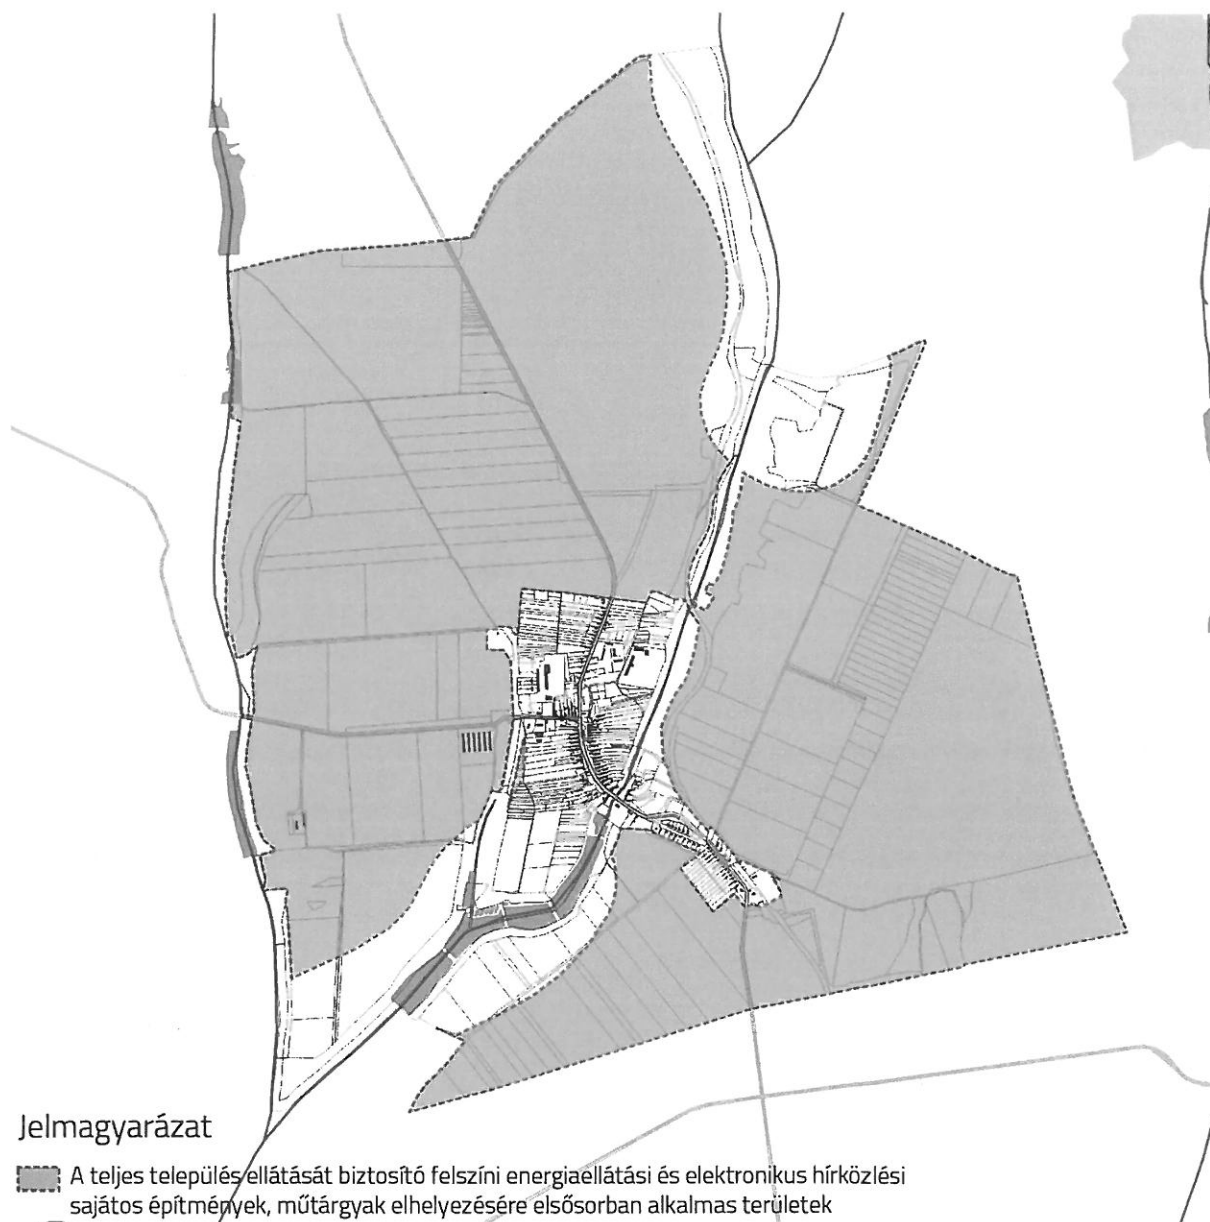 Jelmagyarázat
A teljes település ellátását biztosító felszíni energiaellátási és elektronikus hírközlési
sajátos építmények, műtárgyak elhelyezésére elsősorban alkalmas területek